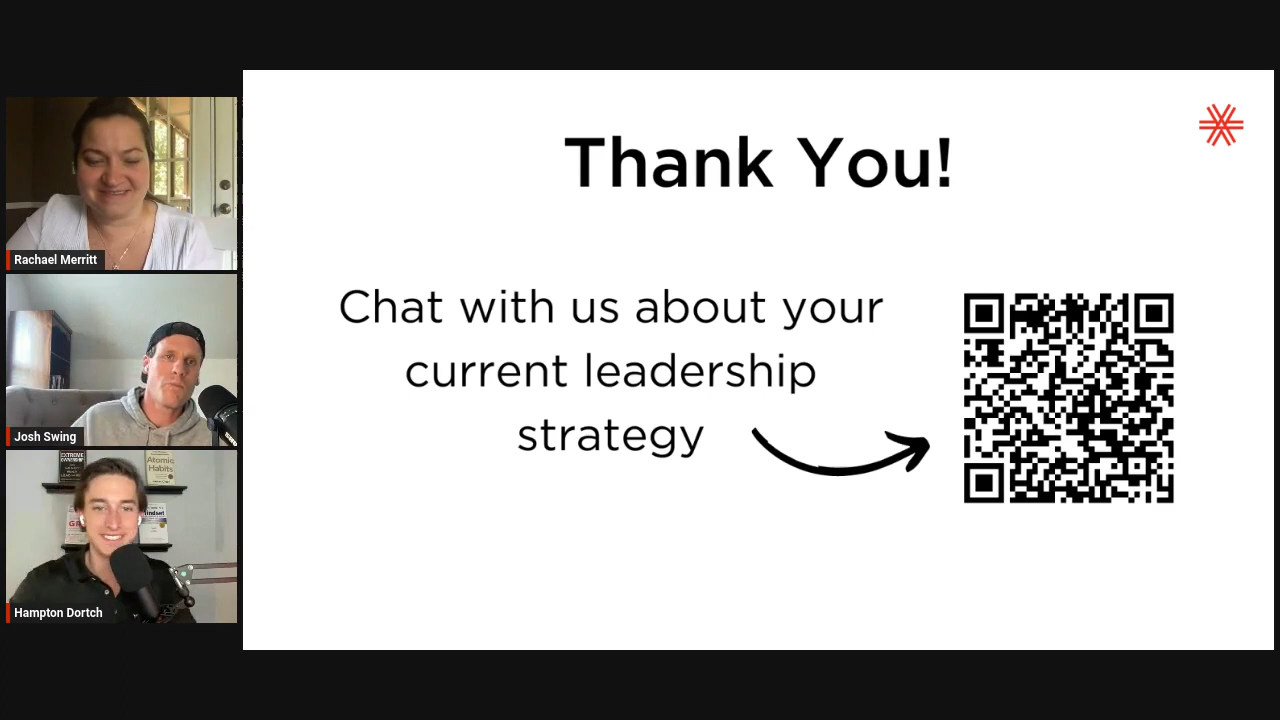 Thank You!
Chat with us about your
current leadership
strategy
Rachael Merritt
Josh Swing
EXTREME
OWNERSHIP
Atomic
Habits
Hampton Dortch